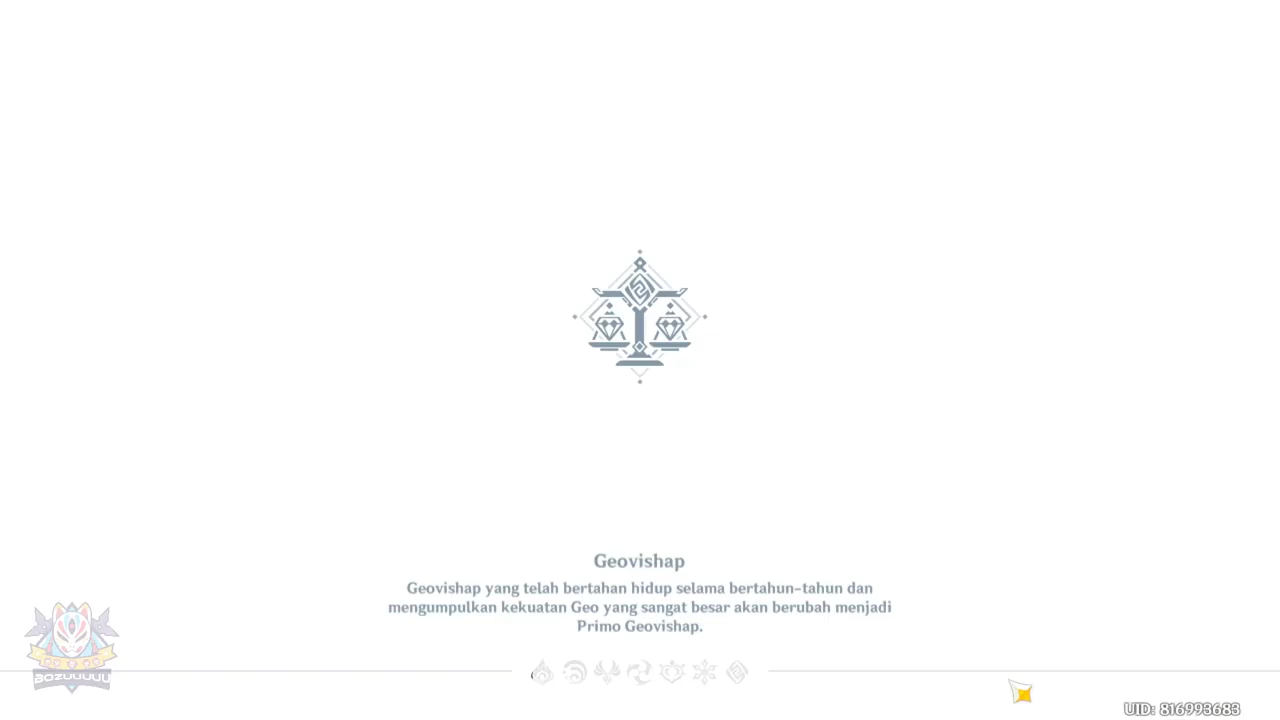 Geovishap
Geovishap yang telah bertahan hidup selama bertahun-tahun dan
mengumpulkan kekuatan Geo yang sangat besar akan berubah menjadi
Primo Geovishap.
BOZUUUUU
UID: 816993683